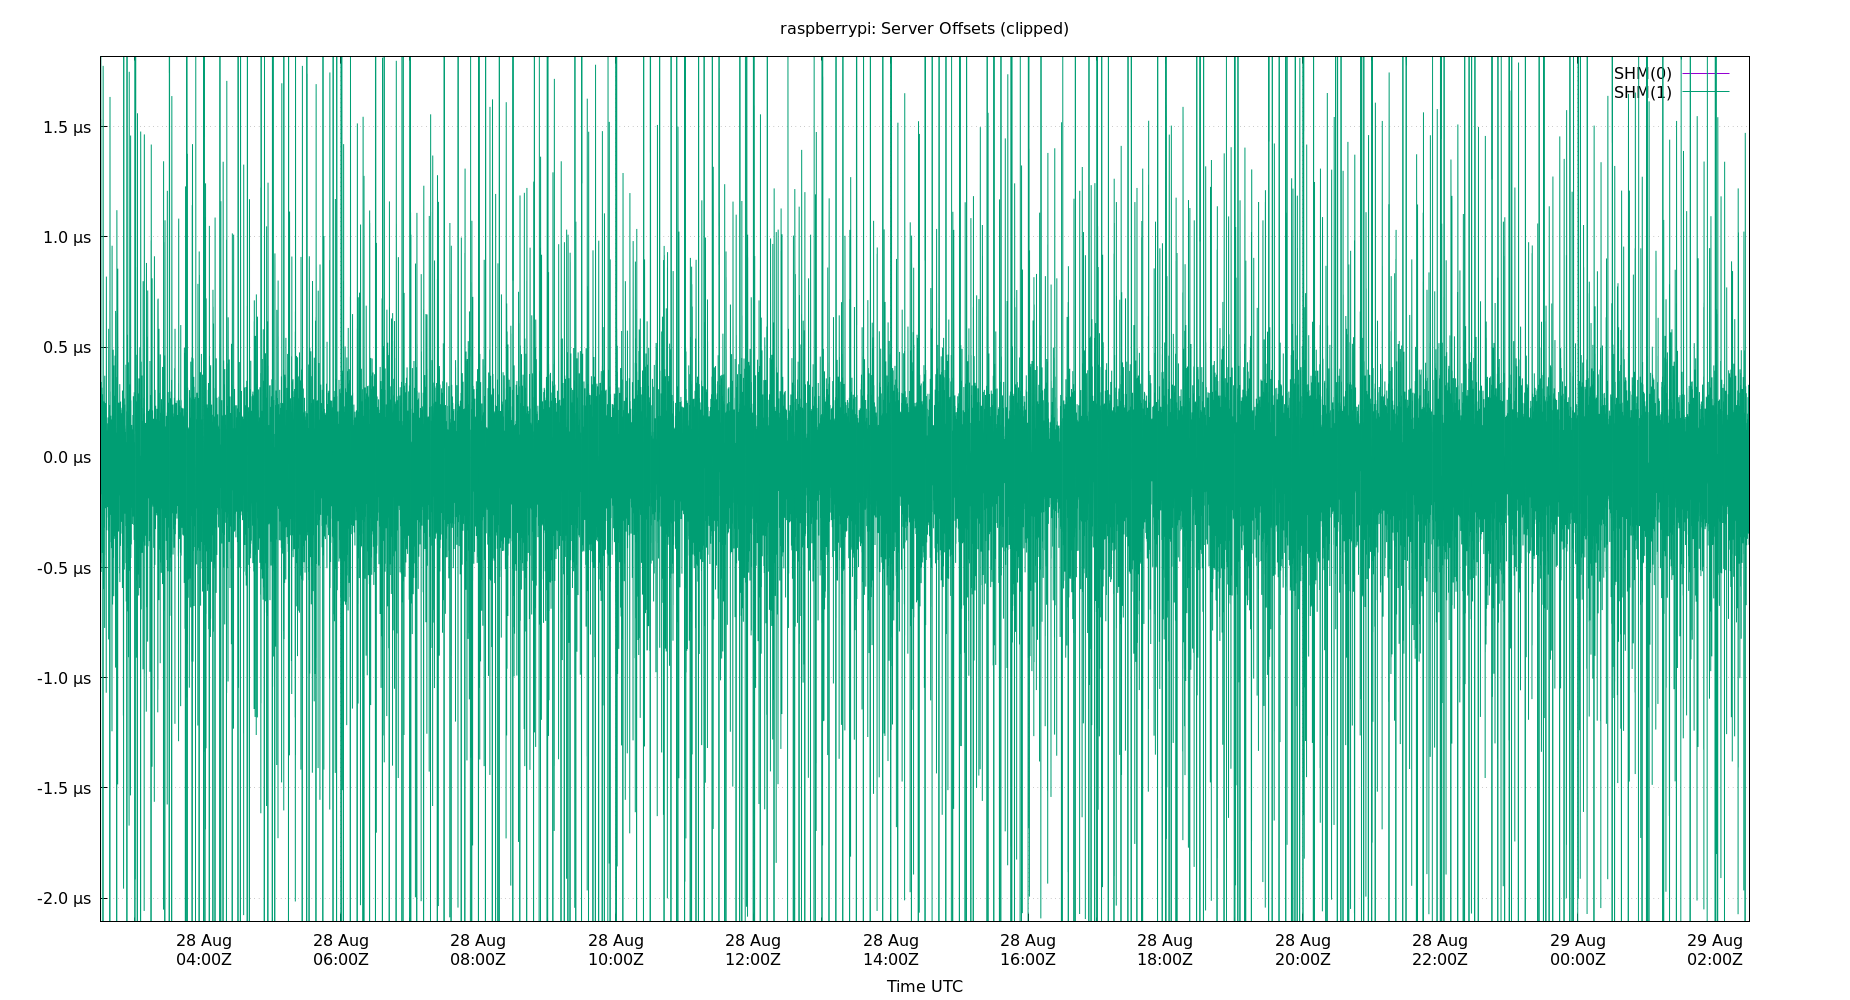 raspberrypi: Server Offsets (clipped)
SHM(0)
SHM(1)
1.5 µs
1.0 µs
0.5 µs
0.0 µs
-0.5 µs
-1.0 µs
-1.5 µs
-2.0 µs
28 Aug 28 Aug 28 Aug 28 Aug 28 Aug 28 Aug 28 Aug 28 Aug 28 Aug 28 Aug 29 Aug 29 Aug
04:00Z 06:00Z 08:00Z 10:00Z 12:00Z 14:00Z 16:00Z 18:00Z 20:00Z 22:00Z 00:00Z 02:00Z
Time UTC